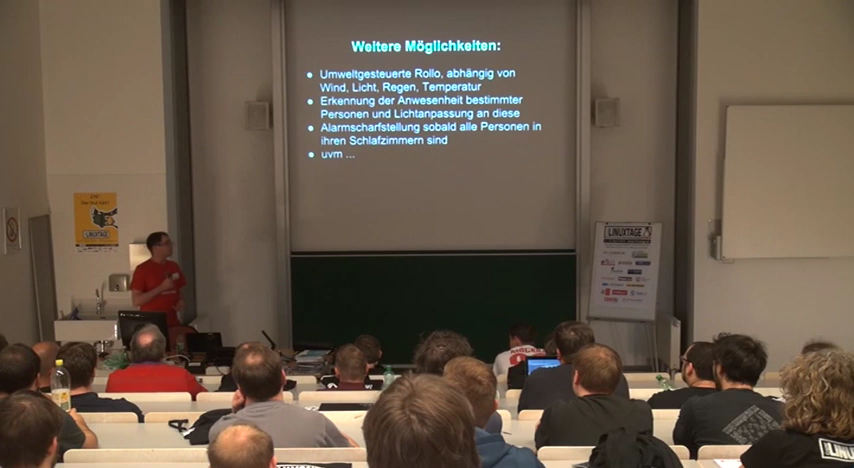 Weitere Möglichkeiten:
● Umweltgesteuerte Rollo, abhängig von
Wind, Licht, Regen, Temperatur
● Erkennung der Anwesenheit bestimmter
Personen und Lichtanpassung an diese
● Alarmscharfstellung sobald alle Personen in
ihren Schlafzimmern sind
● uvm ...
LINUXTAGE
LINUXTAGE